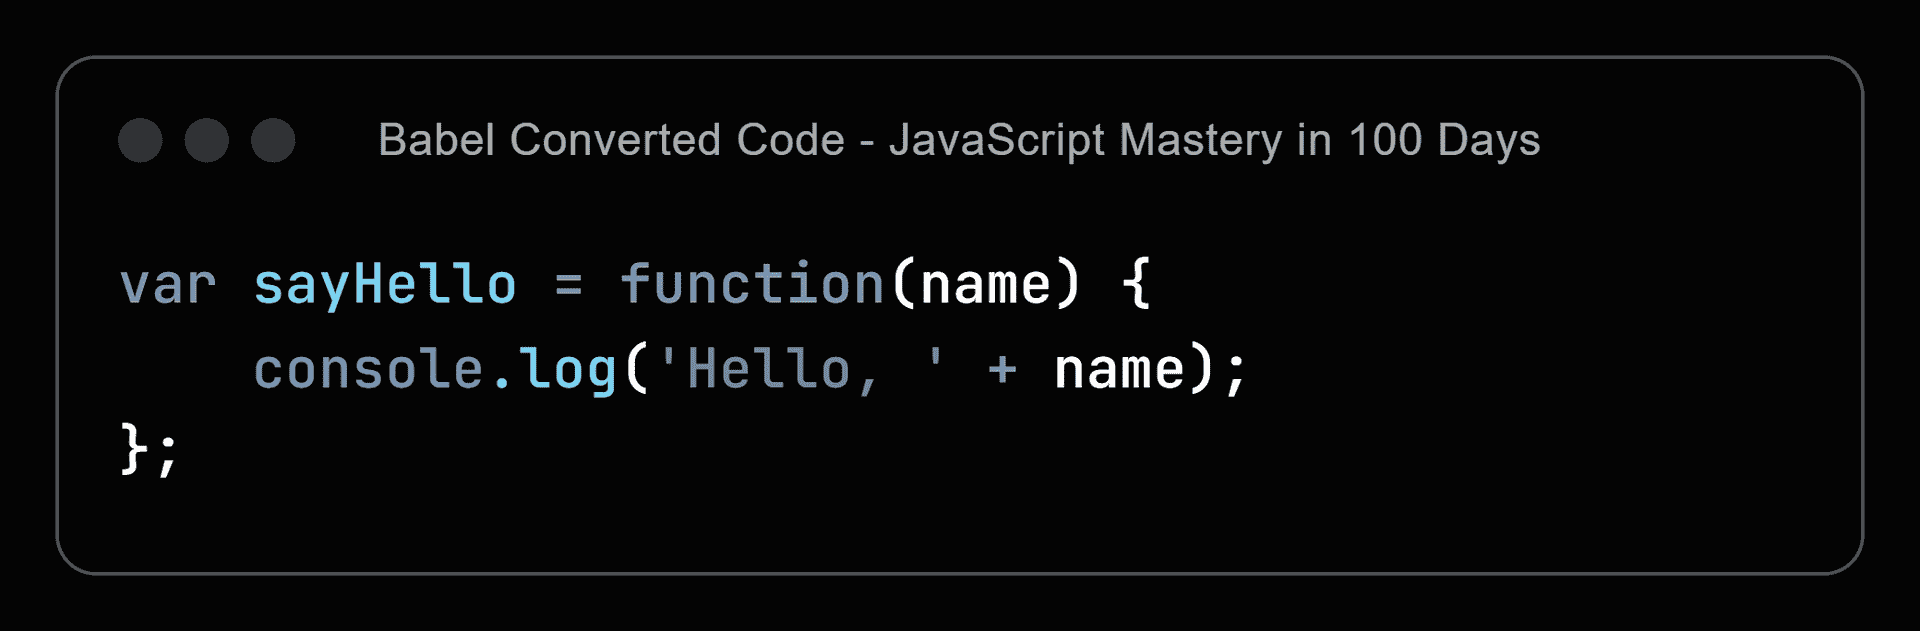 Babel Converted Code - JavaScript Mastery in 100 Days
var sayHello = function(name) {
    console.log('Hello, ' + name);
};